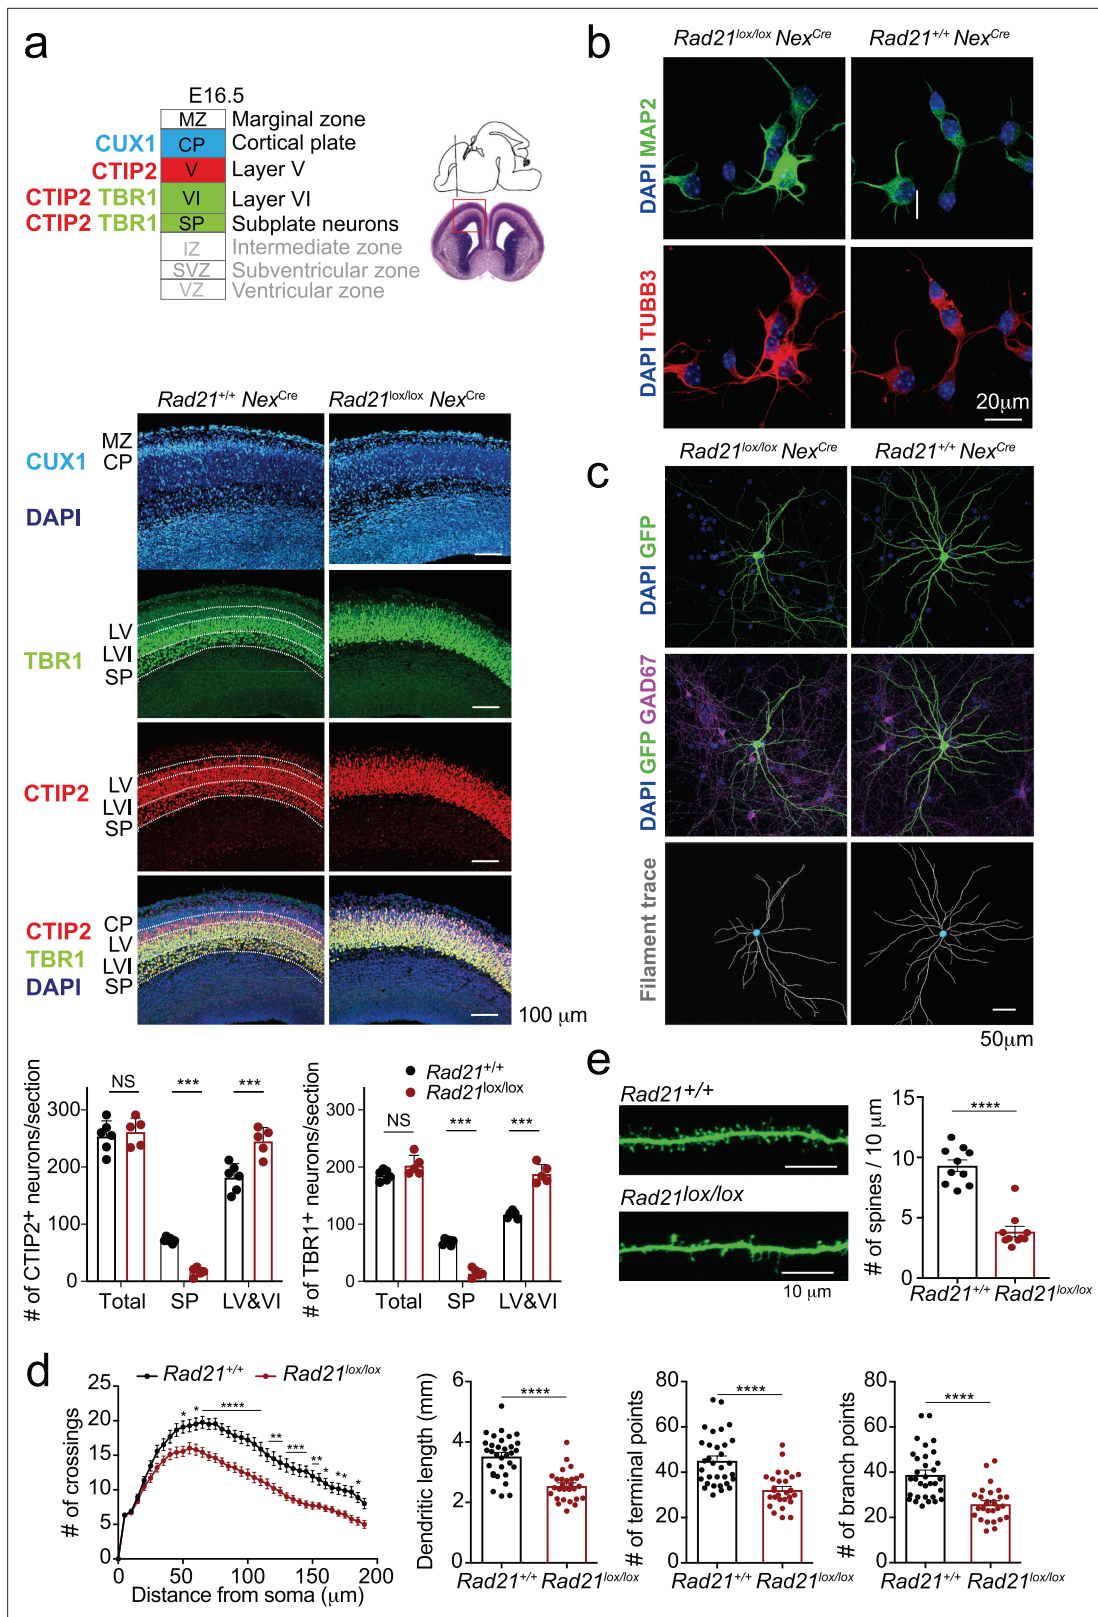 a
E16.5
MZ Marginal zone
CUX1 CP Cortical plate
CTIP2 V Layer V
CTIP2 TBR1 VI Layer VI
CTIP2 TBR1 SP Subplate neurons
IZ Intermediate zone
SVZ Subventricular zone
VZ Ventricular zone
Rad21+/+ NexCre Rad21lox/lox NexCre
MZ
CUX1 CP
DAPI
LV
TBR1 LVI
SP
CTIP2 LV
LVI
SP
CTIP2 CP
TBR1 LV
DAPI LVI
SP
100 µm
# of CTIP2+ neurons/section
300
200
100
0
NS *** ***
Total SP LV&VI
# of TBR1+ neurons/section
300
200
100
0
Rad21+/+
Rad21lox/lox
NS *** ***
Total SP LV&VI
b
Rad21lox/lox NexCre Rad21+/+ NexCre
DAPI MAP2
DAPI TUBB3
20µm
c
Rad21lox/lox NexCre Rad21+/+ NexCre
DAPI GFP
DAPI GFP GAD67
Filament trace
50µm
e
Rad21+/+
Rad21lox/lox
10 µm
# of spines / 10 µm
15
10
5
0
****
Rad21+/+ Rad21lox/lox
d
Rad21+/+ Rad21lox/lox
# of crossings
25
20
15
10
5
0
* * **** ** *** ** * ** *
0 50 100 150 200
Distance from soma (µm)
Dendritic length (mm)
6
4
2
0
****
Rad21+/+ Rad21lox/lox
# of terminal points
80
60
40
20
0
****
Rad21+/+ Rad21lox/lox
# of branch points
80
60
40
20
0
****
Rad21+/+ Rad21lox/lox